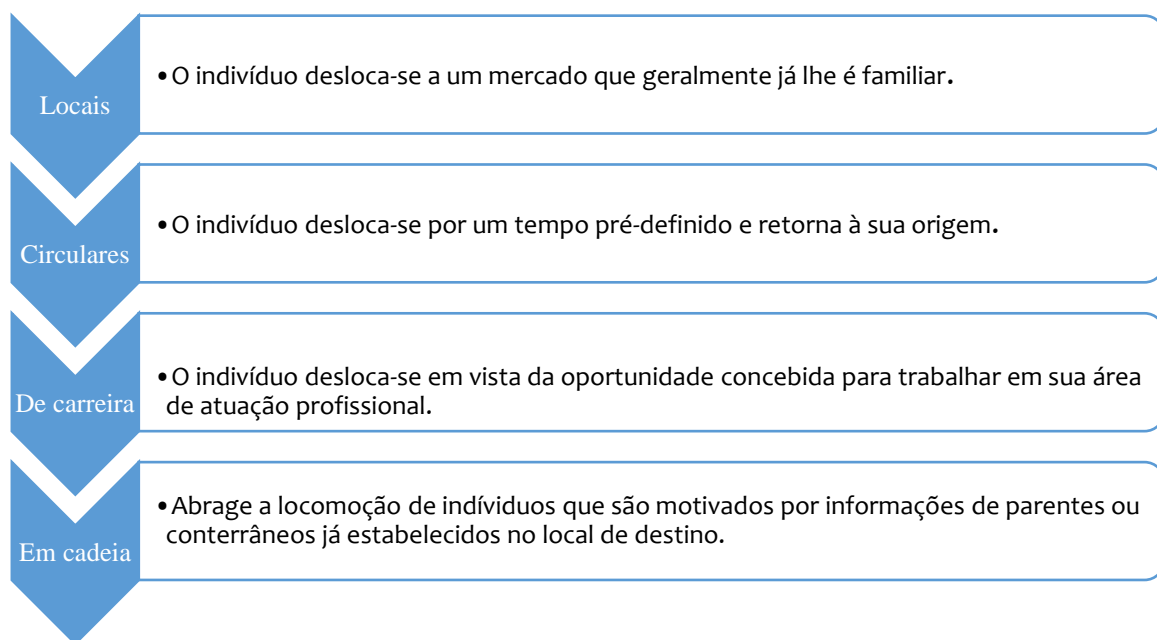 Locais
•O indivíduo desloca-se a um mercado que geralmente já lhe é familiar.
Circulares
•O indivíduo desloca-se por um tempo pré-definido e retorna à sua origem.
De carreira
•O indivíduo desloca-se em vista da oportunidade concebida para trabalhar em sua área
de atuação profissional.
Em cadeia
•Abrage a locomoção de indíviduos que são motivados por informações de parentes ou
conterrâneos já estabelecidos no local de destino.